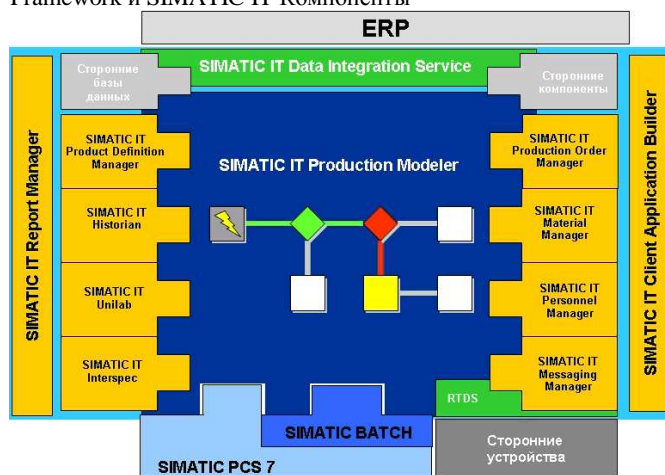 Framework и SIMATIC IT Компоненты
ERP
SIMATIC IT Data Integration Service
Сторонние
базы
данных
Сторонние
компоненты
SIMATIC IT Report Manager
SIMATIC IT
Product Definition
Manager
SIMATIC IT
Historian
SIMATIC IT
Unilab
SIMATIC IT
Interspec
SIMATIC IT Production Modeler
SIMATIC IT
Production Order
Manager
SIMATIC IT
Material
Manager
SIMATIC IT
Personnel
Manager
SIMATIC IT
Messaging
Manager
SIMATIC IT Client Application Builder
RTDS
SIMATIC BATCH
SIMATIC PCS 7
Сторонние
устройства